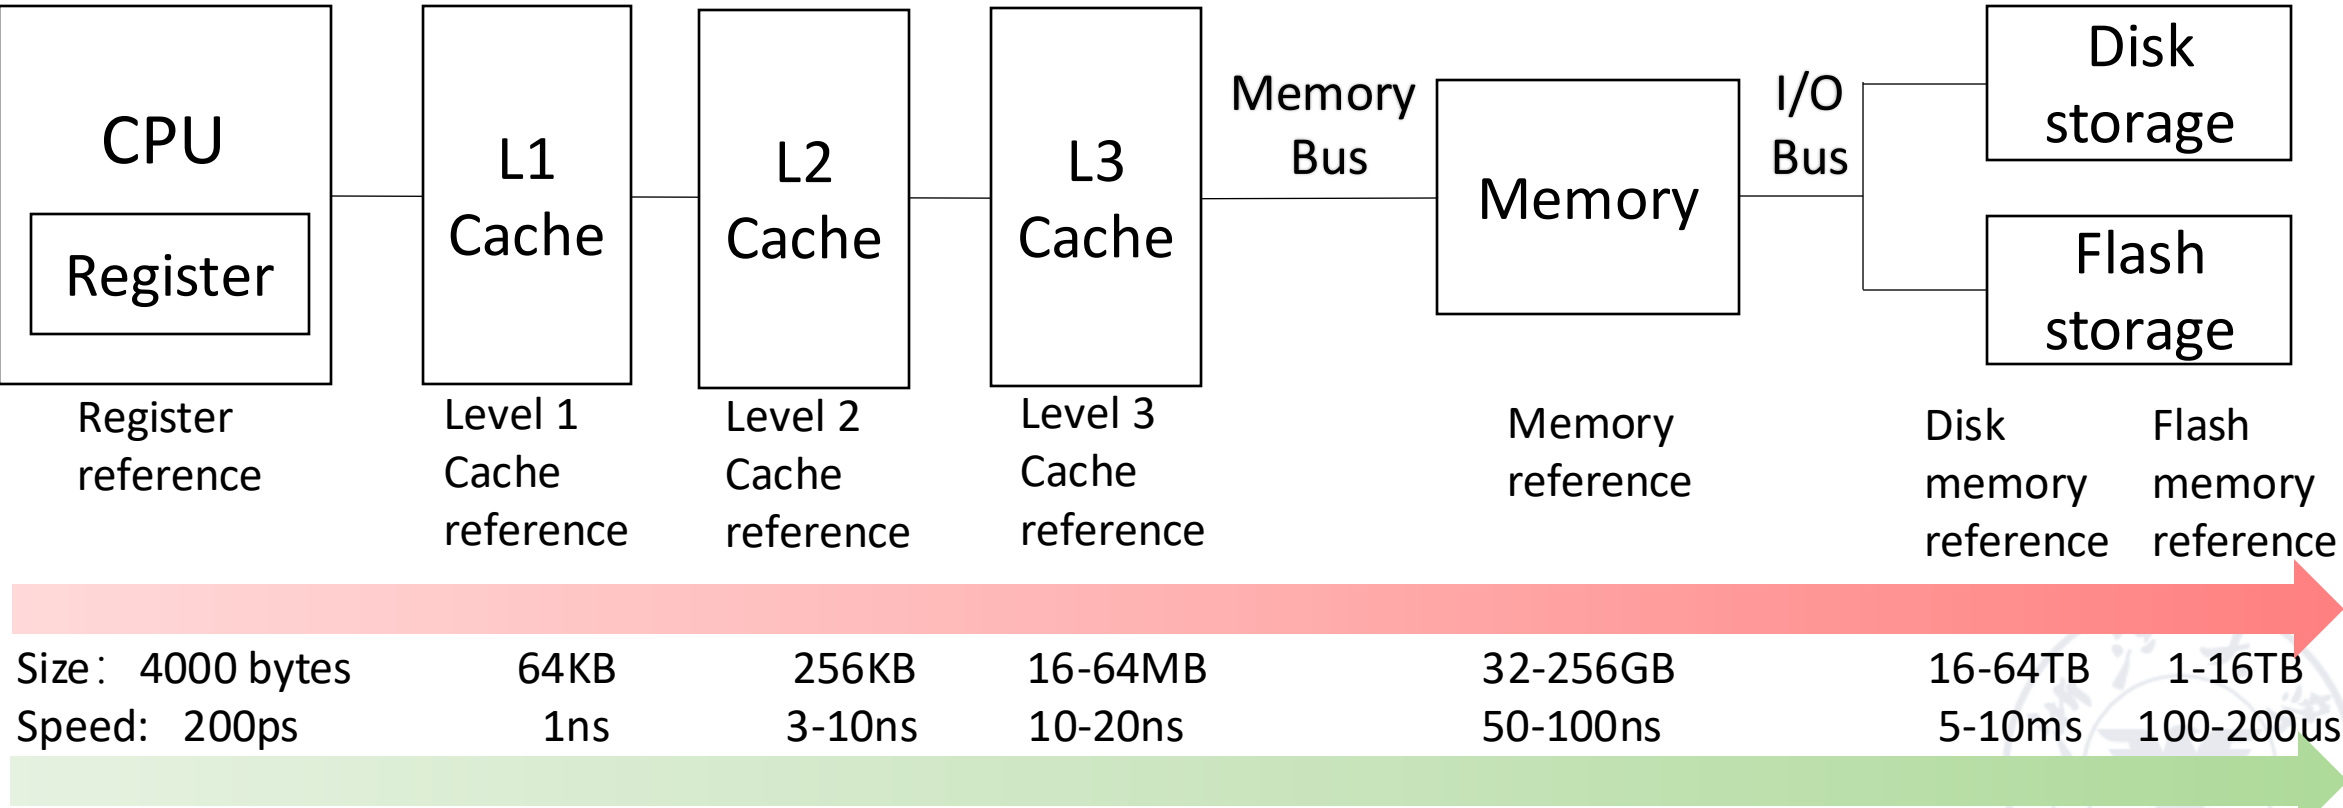 CPU
Register
L1
Cache
L2
Cache
L3
Cache
Memory
Bus
Memory
I/O
Bus
Disk
storage
Flash
storage
Register
reference
Level 1
Cache
reference
Level 2
Cache
reference
Level 3
Cache
reference
Memory
reference
Disk
memory
reference
Flash
memory
reference
Size： 4000 bytes 64KB 256KB 16-64MB 32-256GB 16-64TB 1-16TB
Speed: 200ps 1ns 3-10ns 10-20ns 50-100ns 5-10ms 100-200us